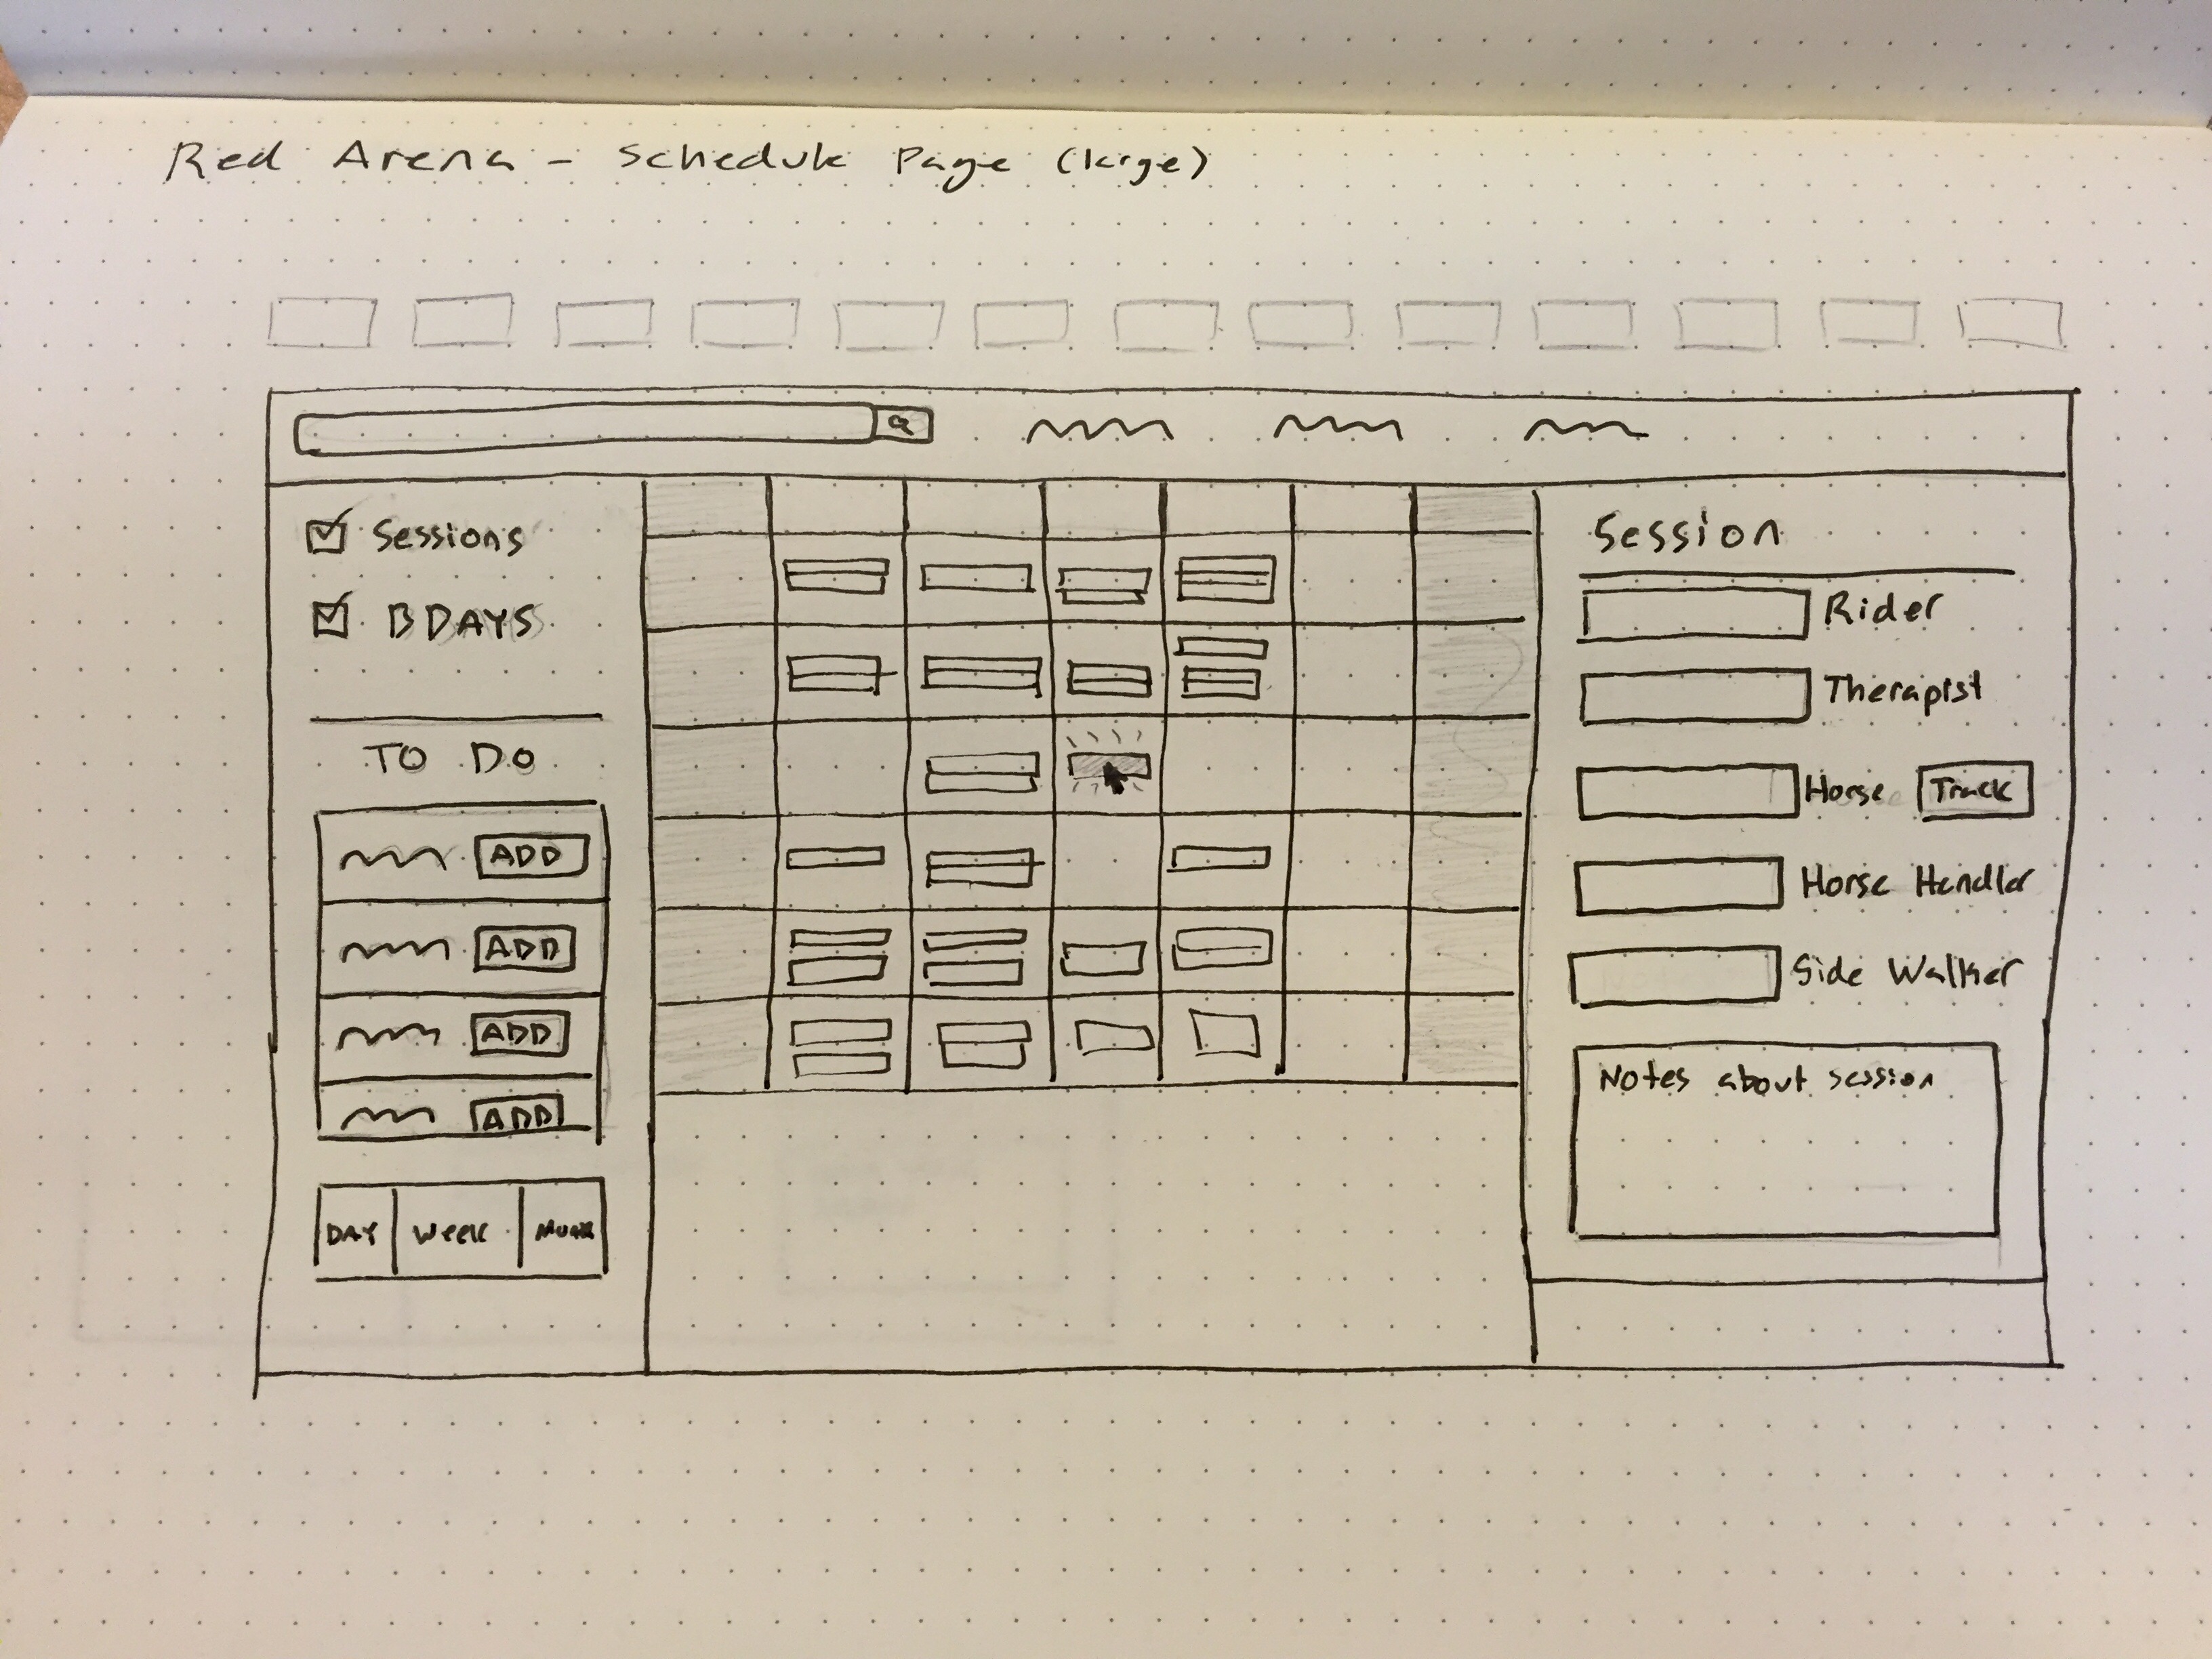 Red Arena - Schedule Page (large)
Sessions
BDAYS
TO DO
ADD
ADD
ADD
ADD
DAY Week
Session
Rider
Therapist
Horse Track
Horse Handler
Side Walker
Notes about session